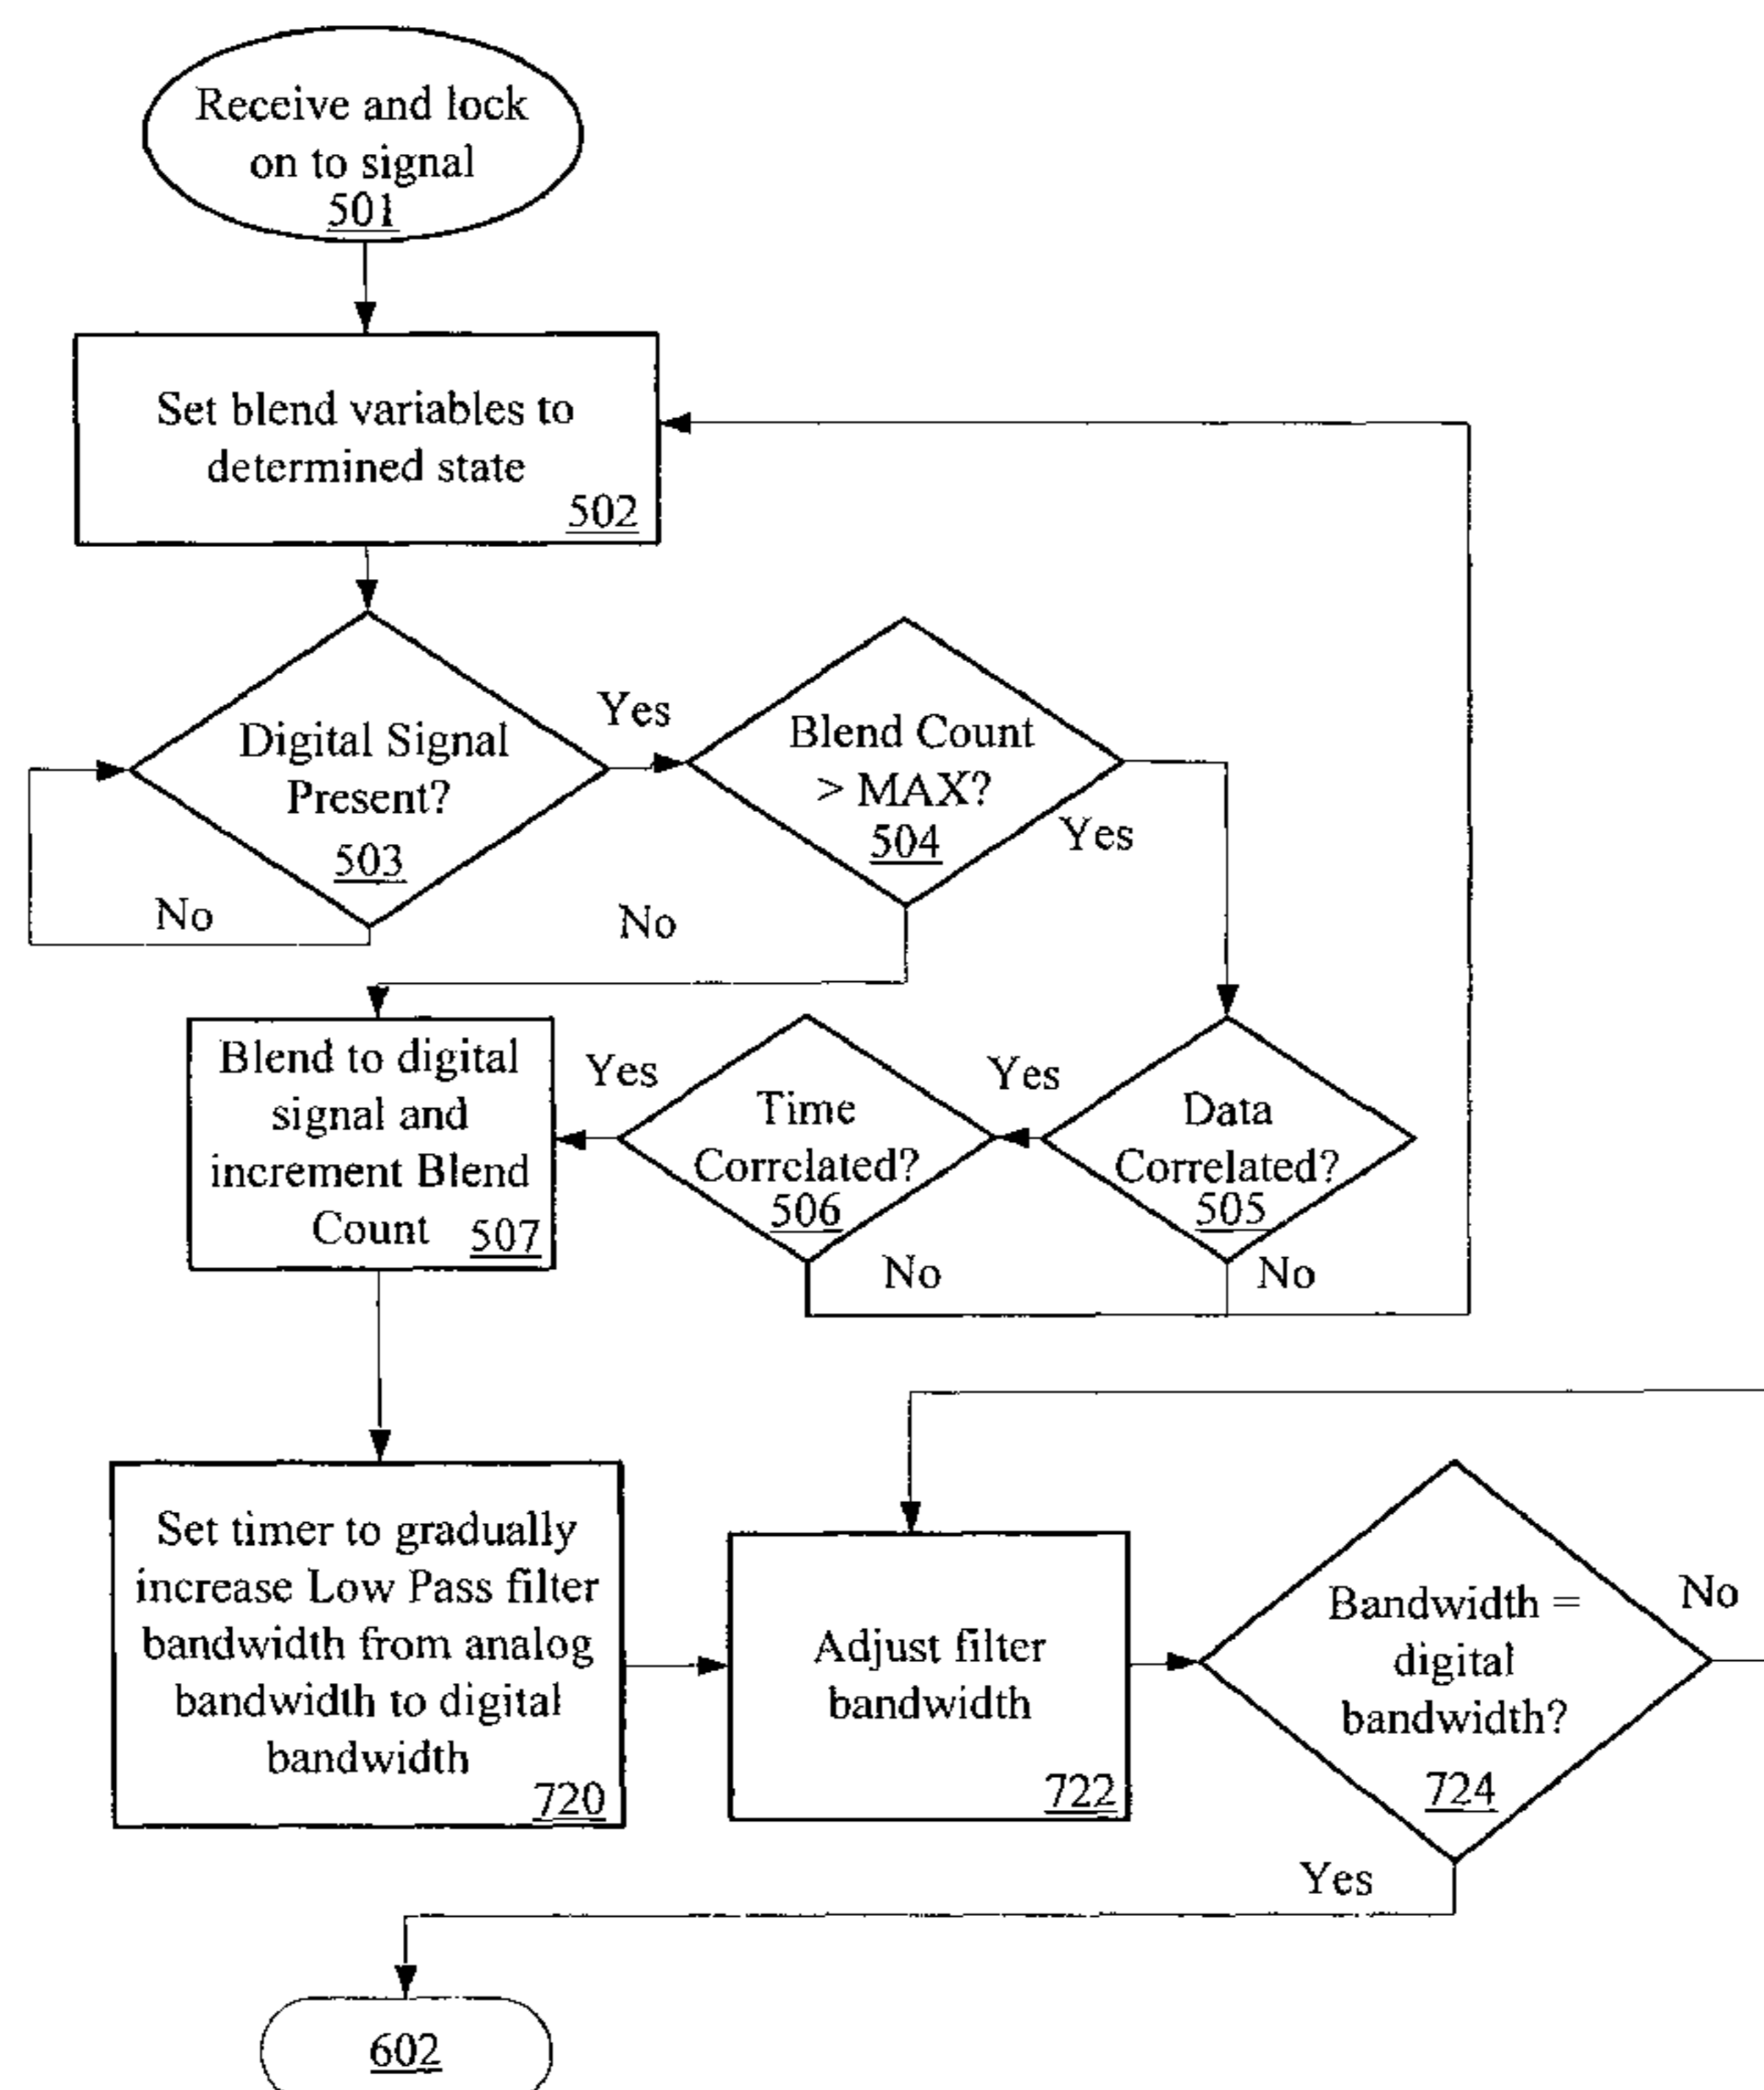 Receive and lock
on to signal
501
Set blend variables to
determined state
502
Digital Signal
Present?
503
Yes
No
Blend Count
> MAX?
504
Yes
No
Blend to digital
signal and
increment Blend
Count
507
Yes
Time
Correlated?
506
No
Yes
Data
Correlated?
505
No
Set timer to gradually
increase Low Pass filter
bandwidth from analog
bandwidth to digital
bandwidth
720
Adjust filter
bandwidth
722
Bandwidth =
digital
bandwidth?
724
No
Yes
602